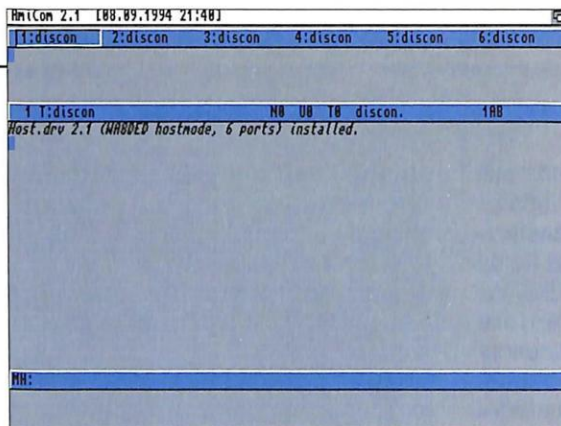 AmiCom 2.1 [08.09.1994 21:40]
1:discon 2:discon 3:discon 4:discon 5:discon 6:discon
1 T:discon N0 U0 T0 discon. 1AB
Host.drv 2.1 (WA8DED hostmode, 6 ports) installed.
MH: